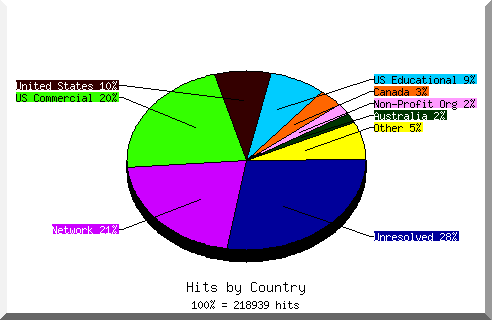 US Educational 9%
United States 10%
Canada 3%
US Commercial 20%
Non-Profit Org 2%
Australia 2%
Other 5%
Network 21%
Unresolved 28%
Hits by Country
100% = 218939 hits